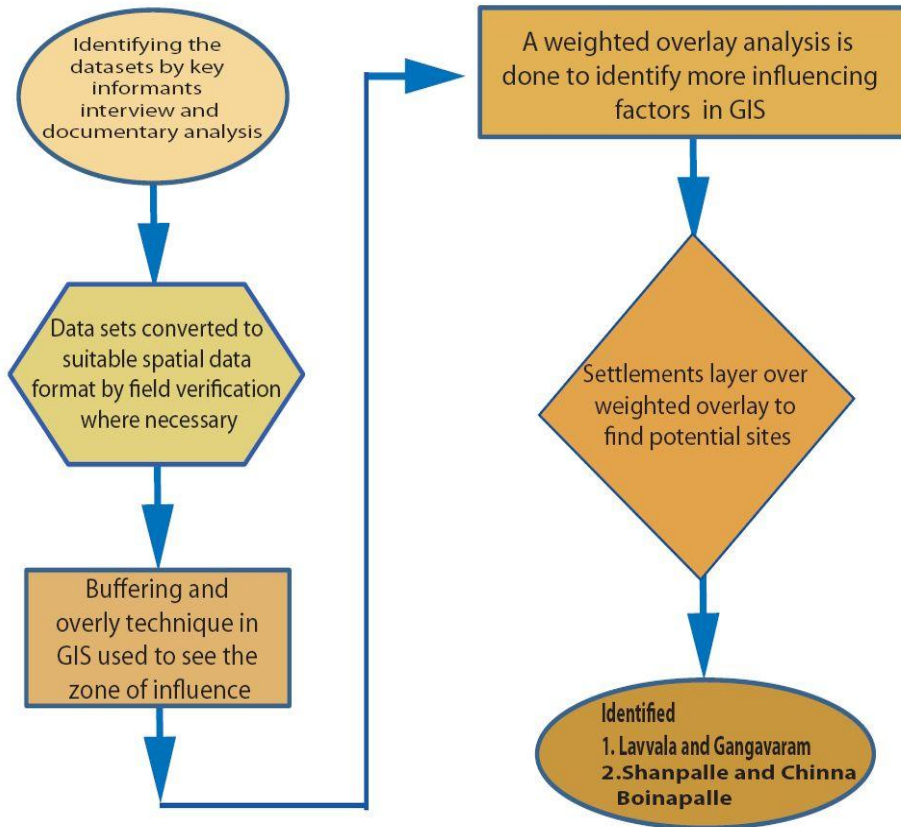 Identifying the
datasets by key
informants
interview and
documentary analysis
Data sets converted to
suitable spatial data
format by field verification
where necessary
Buffering and
overly technique in
GIS used to see the
zone of influence
A weighted overlay analysis is
done to identify more influencing
factors in GIS
Settlements layer over
weighted overlay to
find potential sites
Identified
1. Lavvala and Gangavaram
2.Shanpalle and Chinna
Boinapalle